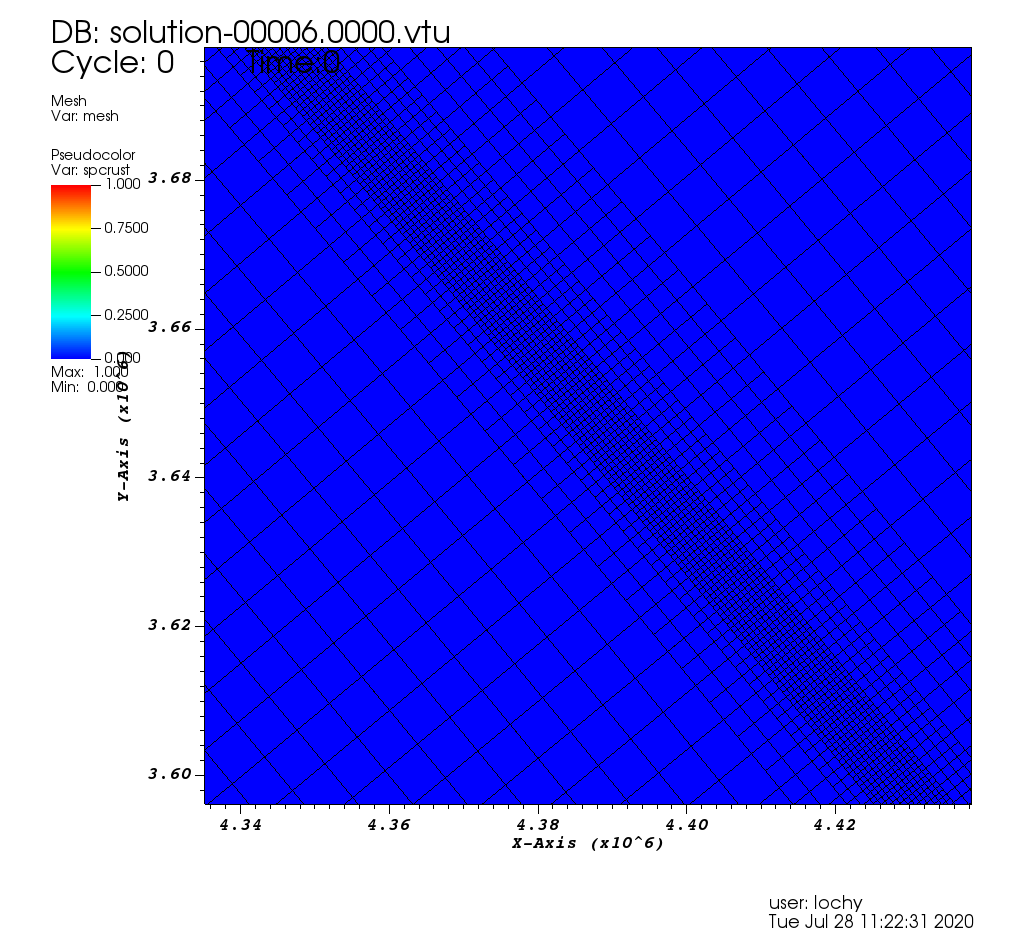 DB: solution-00006.0000.vtu
Cycle: 0 Time:0
Mesh
Var: mesh
Pseudocolor
Var: spcrust
1.000
0.7500
0.5000
0.2500
0.000
Max: 1.000
Min: 0.000
Y-Axis (x10^6)
3.68
3.66
3.64
3.62
3.60
4.34 4.36 4.38 4.40 4.42
X-Axis (x10^6)
user: lochy
Tue Jul 28 11:22:31 2020